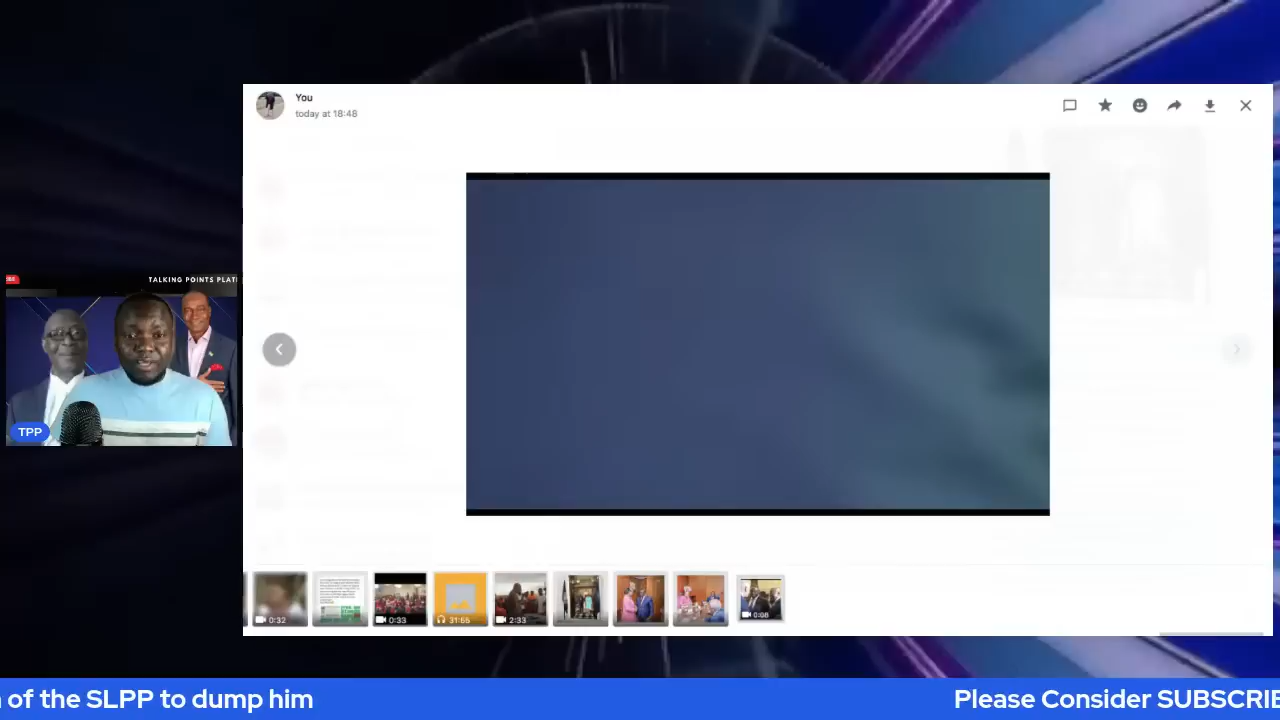 You
today at 18:48
TALKING POINTS PLAT
TPP
0:32
0:33
31:55
2:33
0:08
of the SLPP to dump him
Please Consider SUBSCRIB